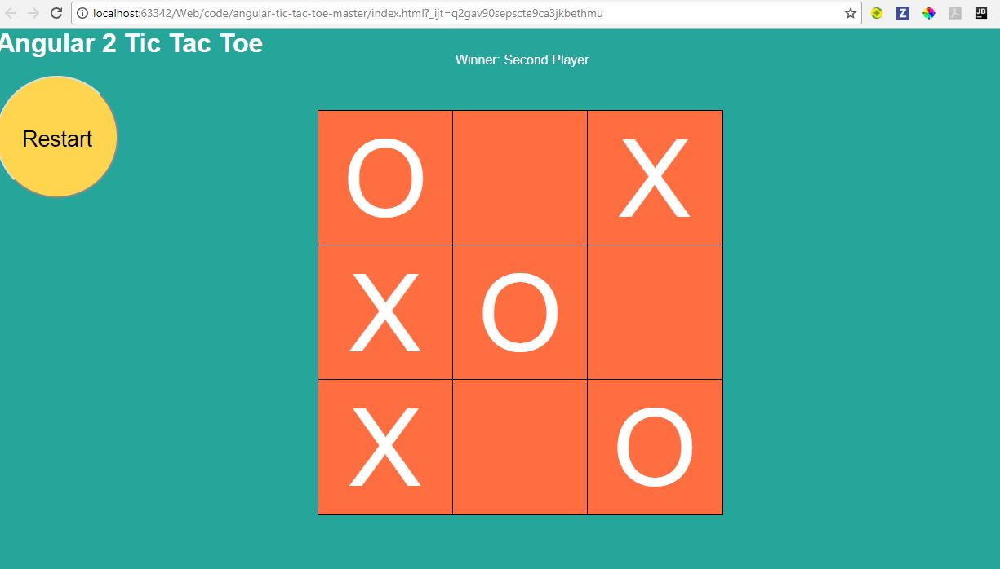 localhost:63342/Web/code/angular-tic-tac-toe-master/index.html?_ijt=q2gav90sepscte9ca3jkbethmu
Z
JB
Angular 2 Tic Tac Toe
Winner: Second Player
Restart
O X
X O
X O